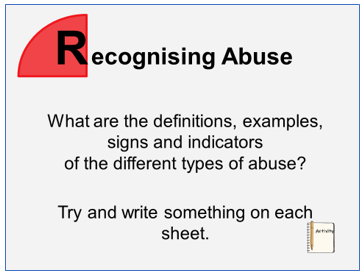 Recognising Abuse
What are the definitions, examples,
signs and indicators
of the different types of abuse?
Try and write something on each
sheet.
Activity